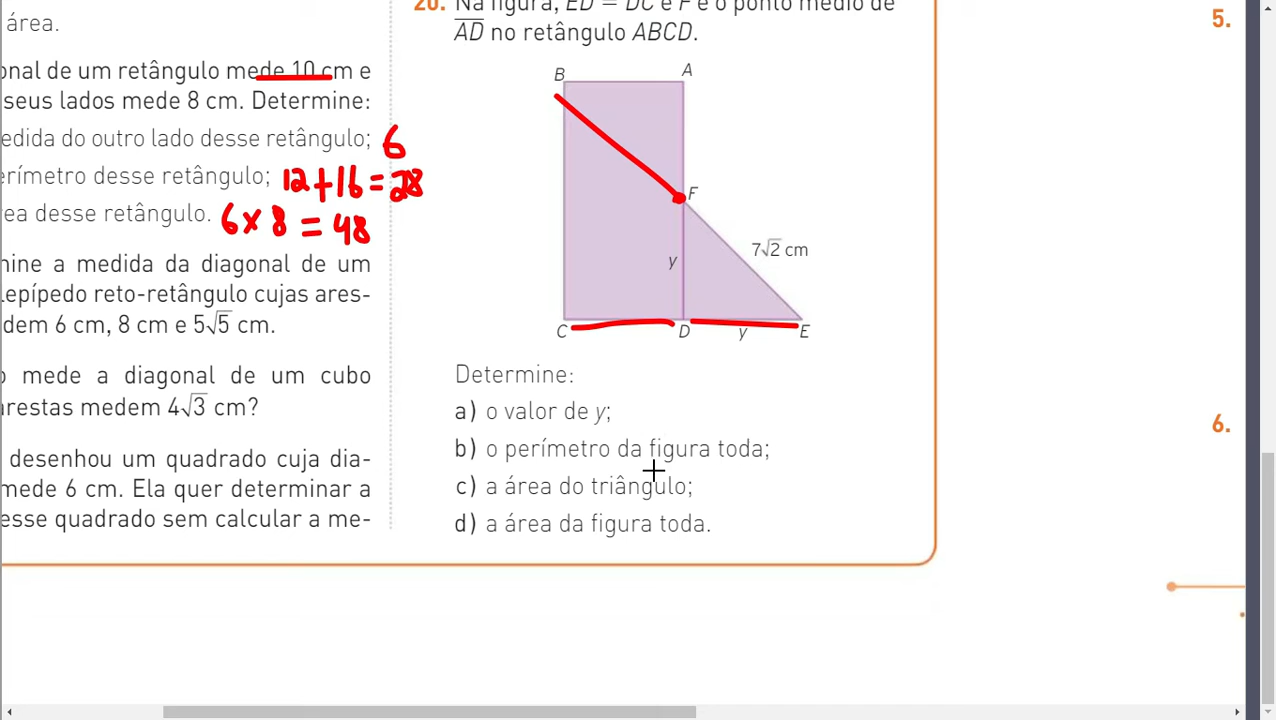 área.
onal de um retângulo mede 10 cm e
seus lados mede 8 cm. Determine:
edida do outro lado desse retângulo; 6
erímetro desse retângulo; 12+16=28
rea desse retângulo. 6×8=48
nine a medida da diagonal de um
lepípedo reto-retângulo cujas ares-
dem 6 cm, 8 cm e 5√5 cm.
o mede a diagonal de um cubo
arestas medem 4√3 cm?
desenhou um quadrado cuja dia-
mede 6 cm. Ela quer determinar a
esse quadrado sem calcular a me-
20. Na figura, ED = DC e F é o ponto médio de
AD no retângulo ABCD.
B A
F
7√2 cm
y
C D y E
Determine:
a) o valor de y;
b) o perímetro da figura toda;
c) a área do triângulo;
d) a área da figura toda.
5.
6.